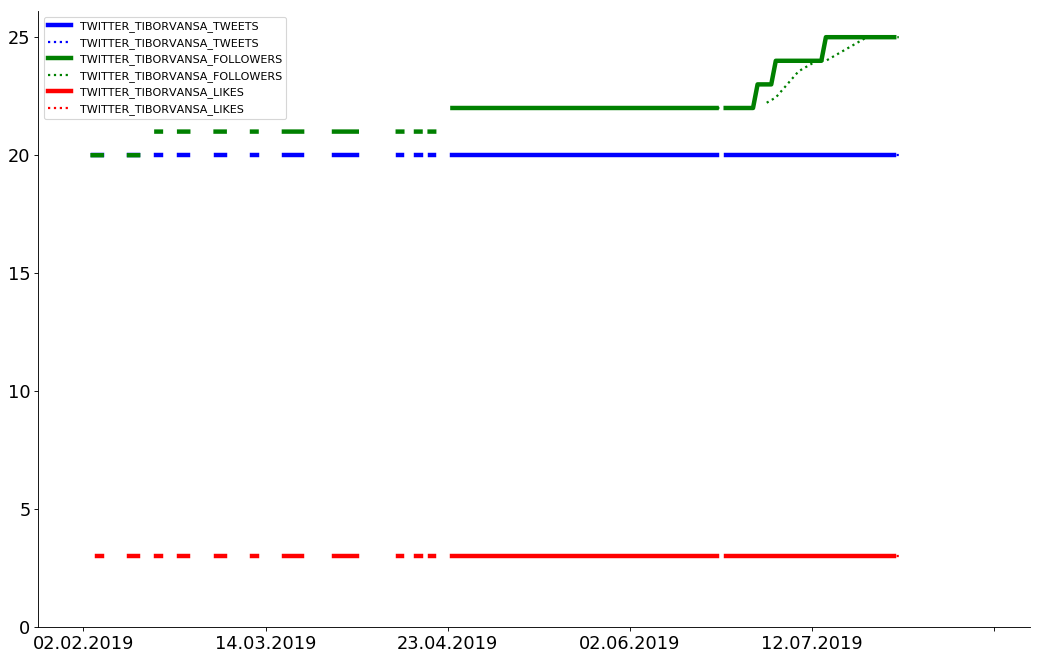 TWITTER_TIBORVANSA_TWEETS
TWITTER_TIBORVANSA_TWEETS
TWITTER_TIBORVANSA_FOLLOWERS
TWITTER_TIBORVANSA_FOLLOWERS
TWITTER_TIBORVANSA_LIKES
TWITTER_TIBORVANSA_LIKES
25
20
15
10
5
0
02.02.2019 14.03.2019 23.04.2019 02.06.2019 12.07.2019